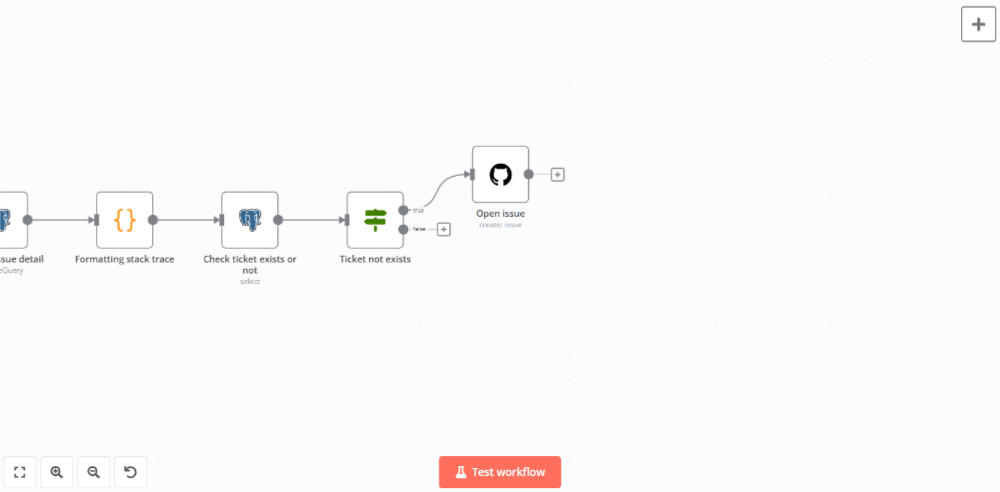 true
Open issue
create: issue
false
sue detail
eQuery
Formatting stack trace
Check ticket exists or
not
select
Ticket not exists
Test workflow